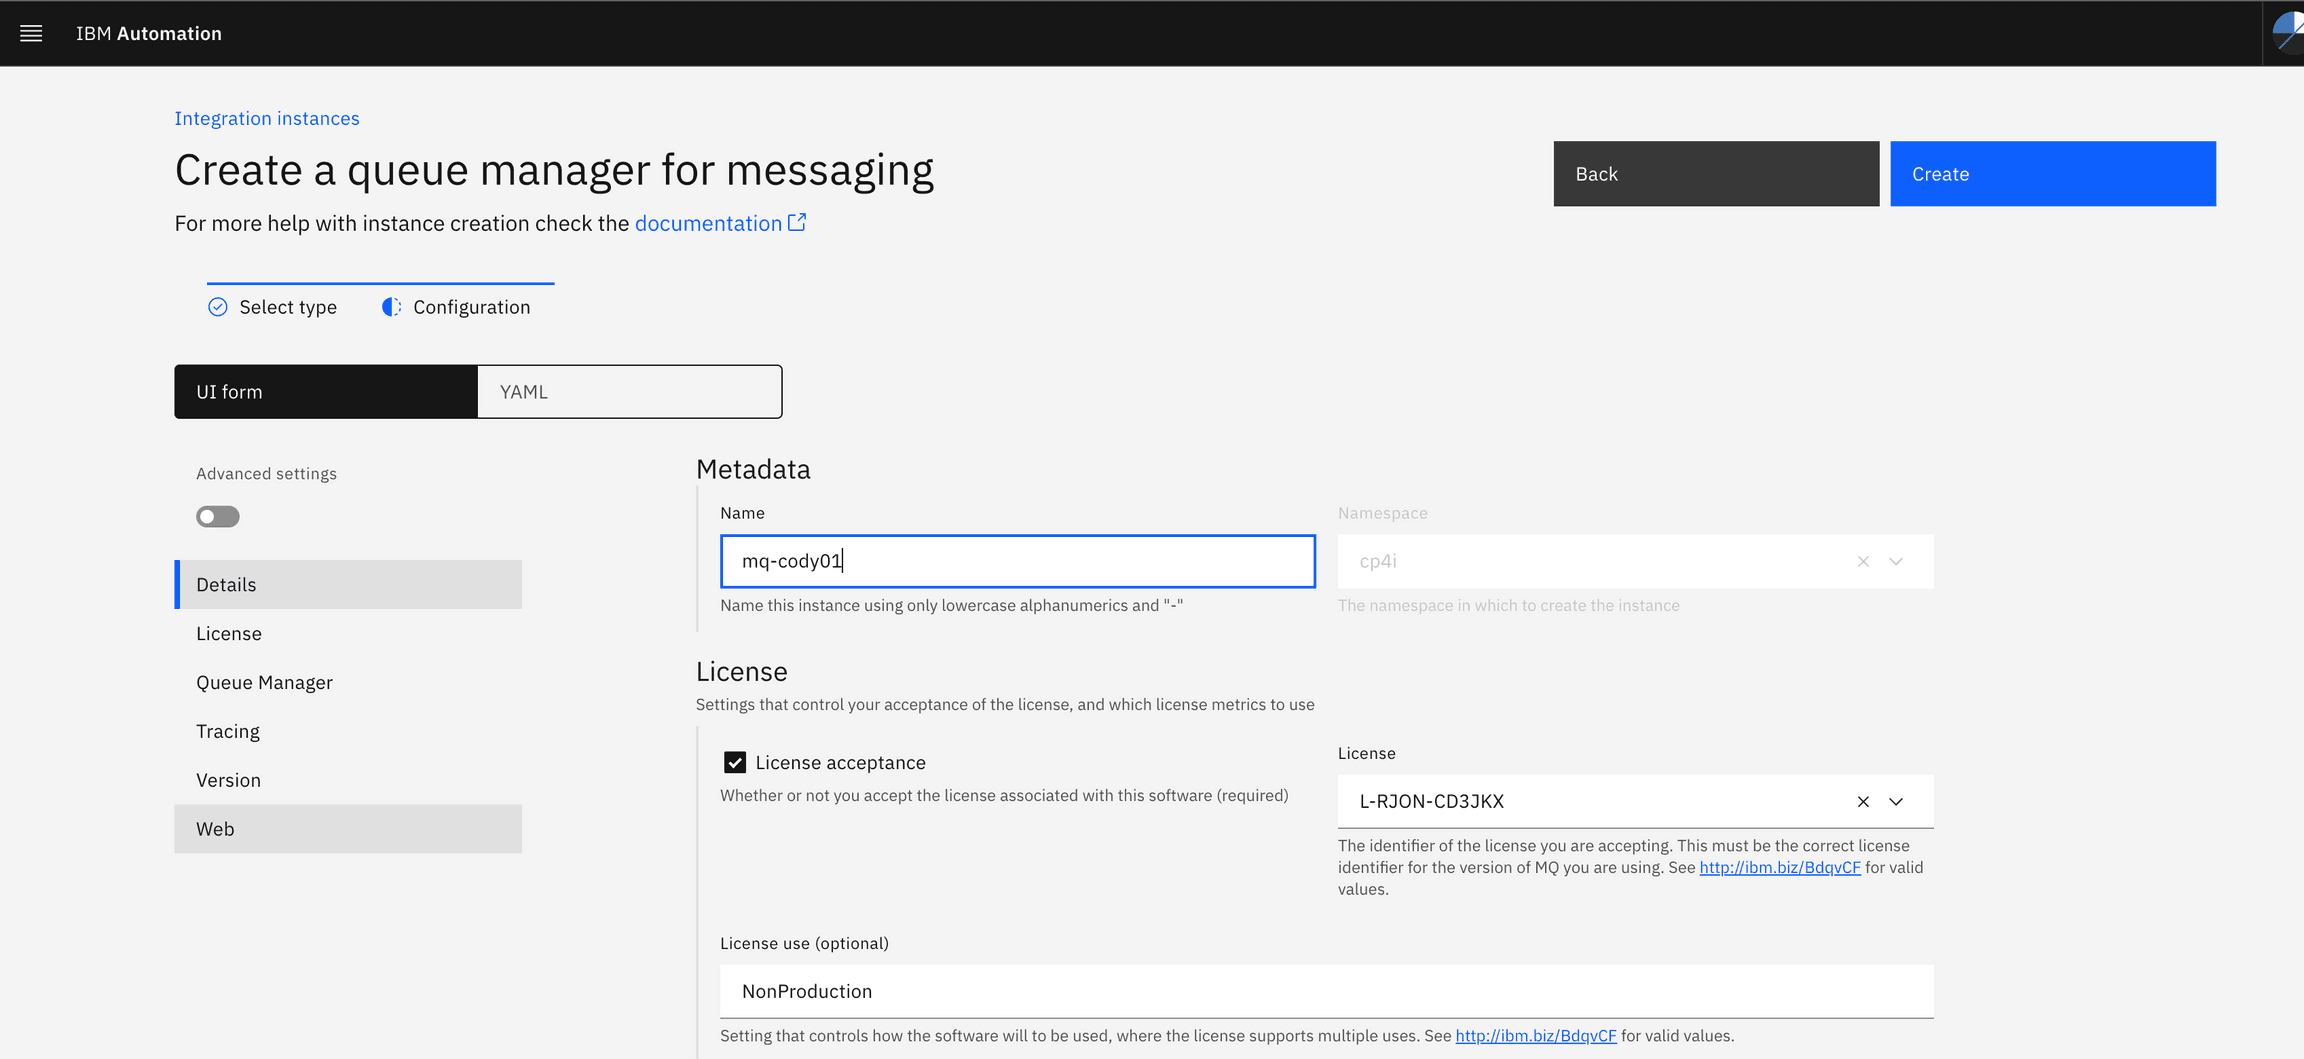 IBM Automation
Integration instances
Create a queue manager for messaging
Back
Create
For more help with instance creation check the documentation
Select type
Configuration
UI form
YAML
Advanced settings
Details
License
Queue Manager
Tracing
Version
Web
Metadata
Name
Namespace
mq-cody01
cp4i
Name this instance using only lowercase alphanumerics and "-"
The namespace in which to create the instance
License
Settings that control your acceptance of the license, and which license metrics to use
License acceptance
Whether or not you accept the license associated with this software (required)
License
L-RJON-CD3JKX
The identifier of the license you are accepting. This must be the correct license
identifier for the version of MQ you are using. See http://ibm.biz/BdqvCF for valid
values.
License use (optional)
NonProduction
Setting that controls how the software will to be used, where the license supports multiple uses. See http://ibm.biz/BdqvCF for valid values.